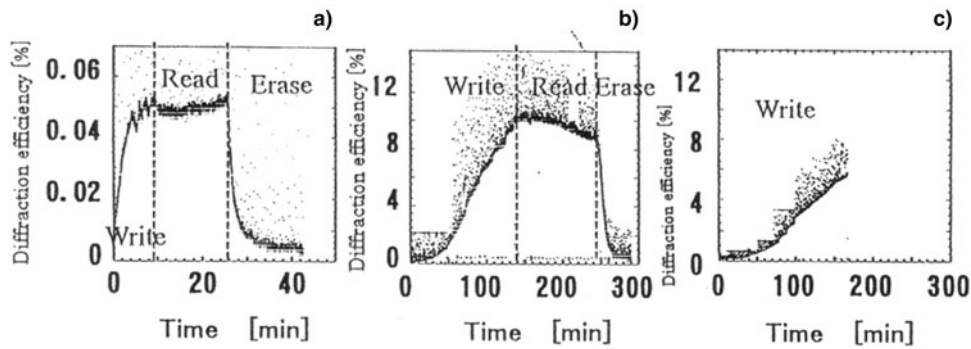 a)
Diffraction efficiency [%]
0.06
0.04
0.02
0
Write
Read
Erase
0 20 40
Time [min]
b)
Diffraction efficiency [%]
12
8
4
0
Write
Read
Erase
0 100 200 300
Time [min]
c)
Diffraction efficiency [%]
12
8
4
0
Write
0 100 200 300
Time [min]